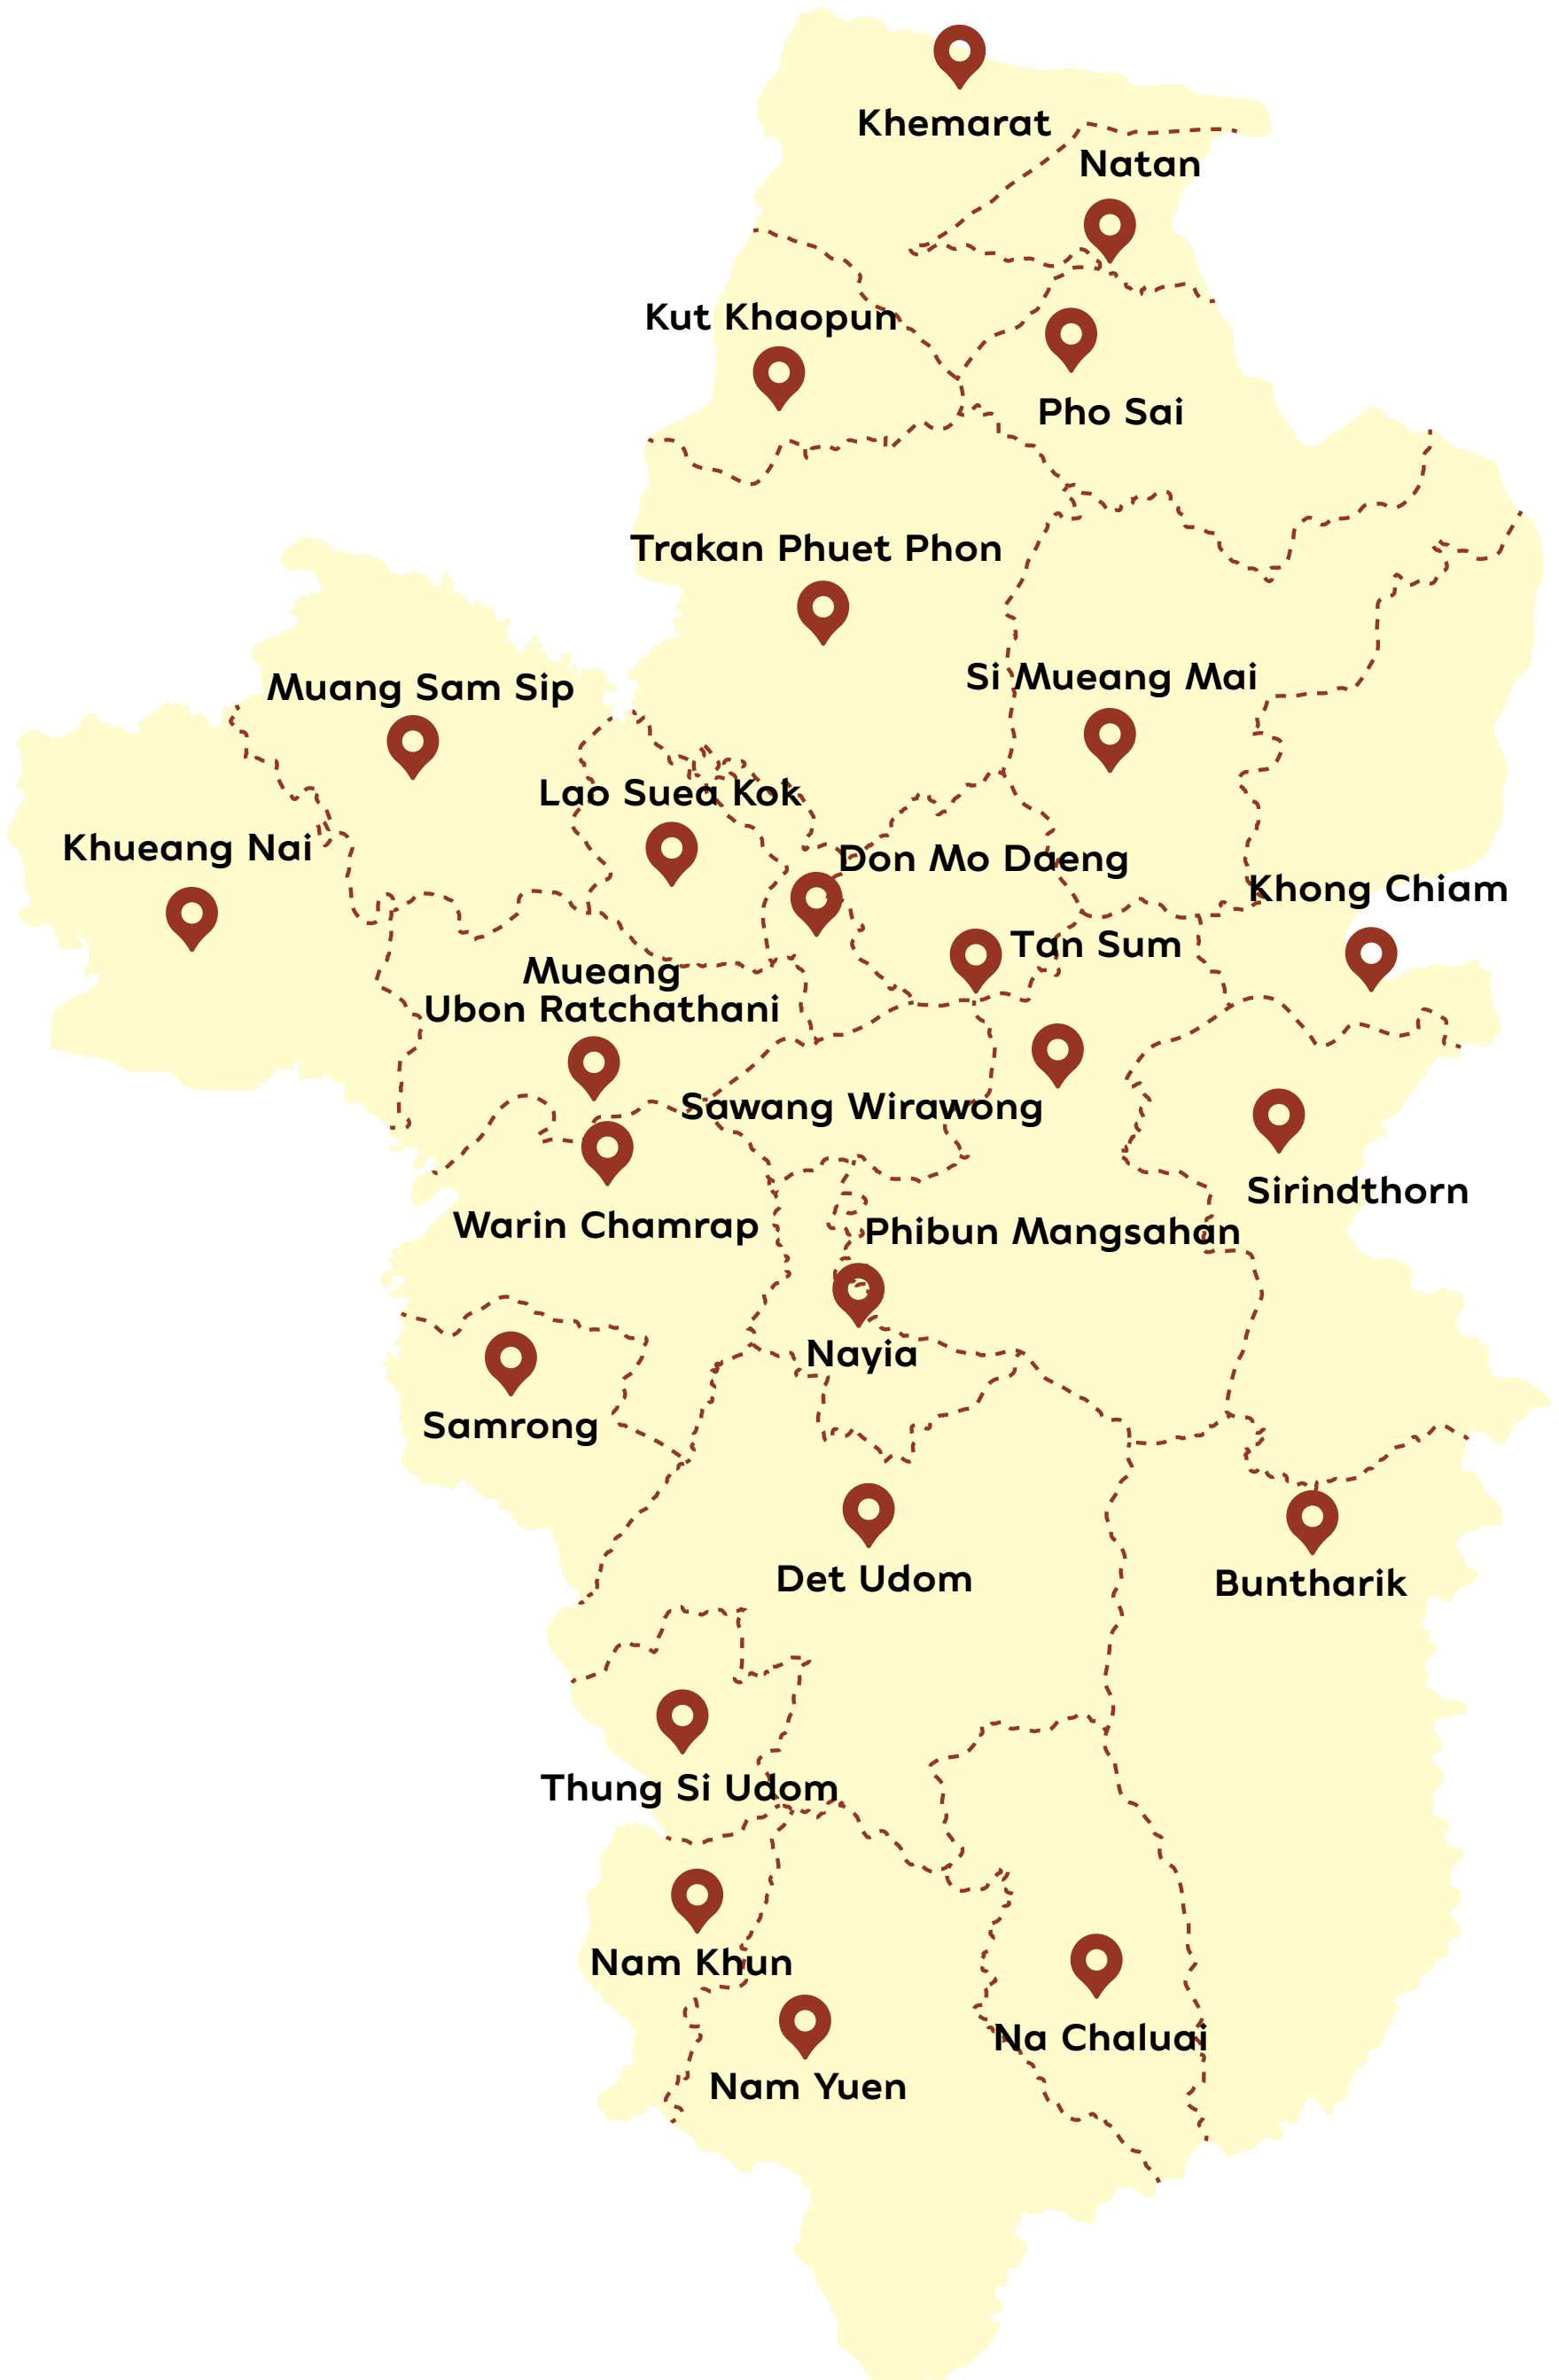 Khemarat
Natan
Kut Khaopun
Pho Sai
Trakan Phuet Phon
Si Mueang Mai
Muang Sam Sip
Lao Suea Kok
Khueang Nai
Don Mo Daeng
Khong Chiam
Tan Sum
Mueang
Ubon Ratchathani
Sawang Wirawong
Sirindthorn
Warin Chamrap
Phibun Mangsahan
Nayia
Samrong
Det Udom
Buntharik
Thung Si Udom
Nam Khun
Na Chaluai
Nam Yuen